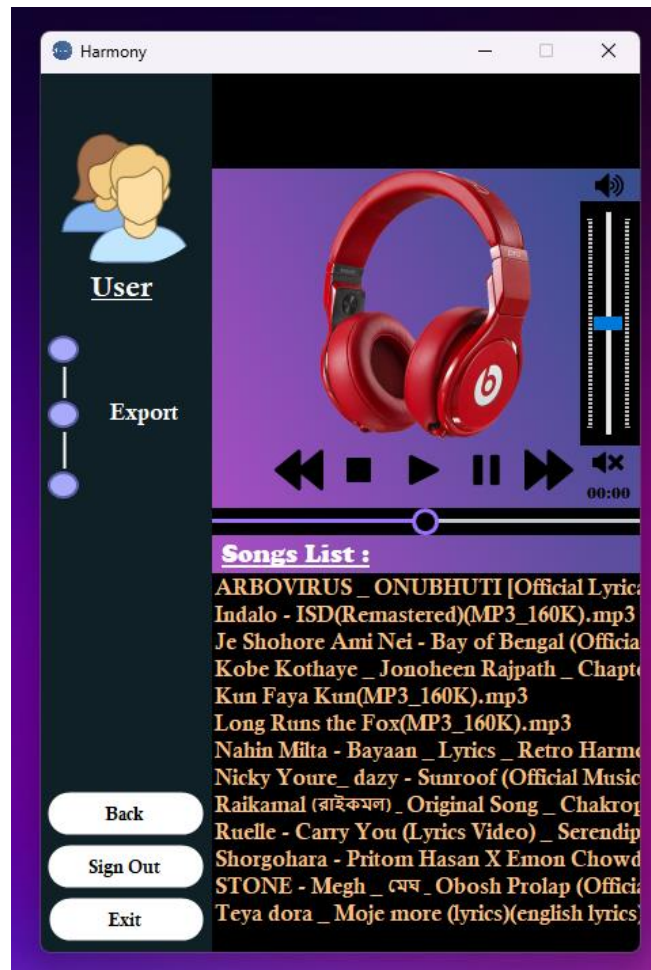 Harmony
User
Export
00:00
Songs List :
ARBOVIRUS _ ONUBHUTI [Official Lyrica
Indalo - ISD(Remastered)(MP3_160K).mp3
Je Shohore Ami Nei - Bay of Bengal (Officia
Kobe Kothaye _ Jonoheen Rajpath _ Chapte
Kun Faya Kun(MP3_160K).mp3
Long Runs the Fox(MP3_160K).mp3
Nahin Milta - Bayaan _ Lyrics _ Retro Harmo
Nicky Youre_ dazy - Sunroof (Official Music
Raikamal (রাইকমল) _ Original Song _ Chakrop
Ruelle - Carry You (Lyrics Video) _ Serendip
Shorgohara - Pritom Hasan X Emon Chowd
STONE - Megh _ মেঘ _ Obosh Prolap (Officia
Teya dora _ Moje more (lyrics)(english lyrics)
Back
Sign Out
Exit